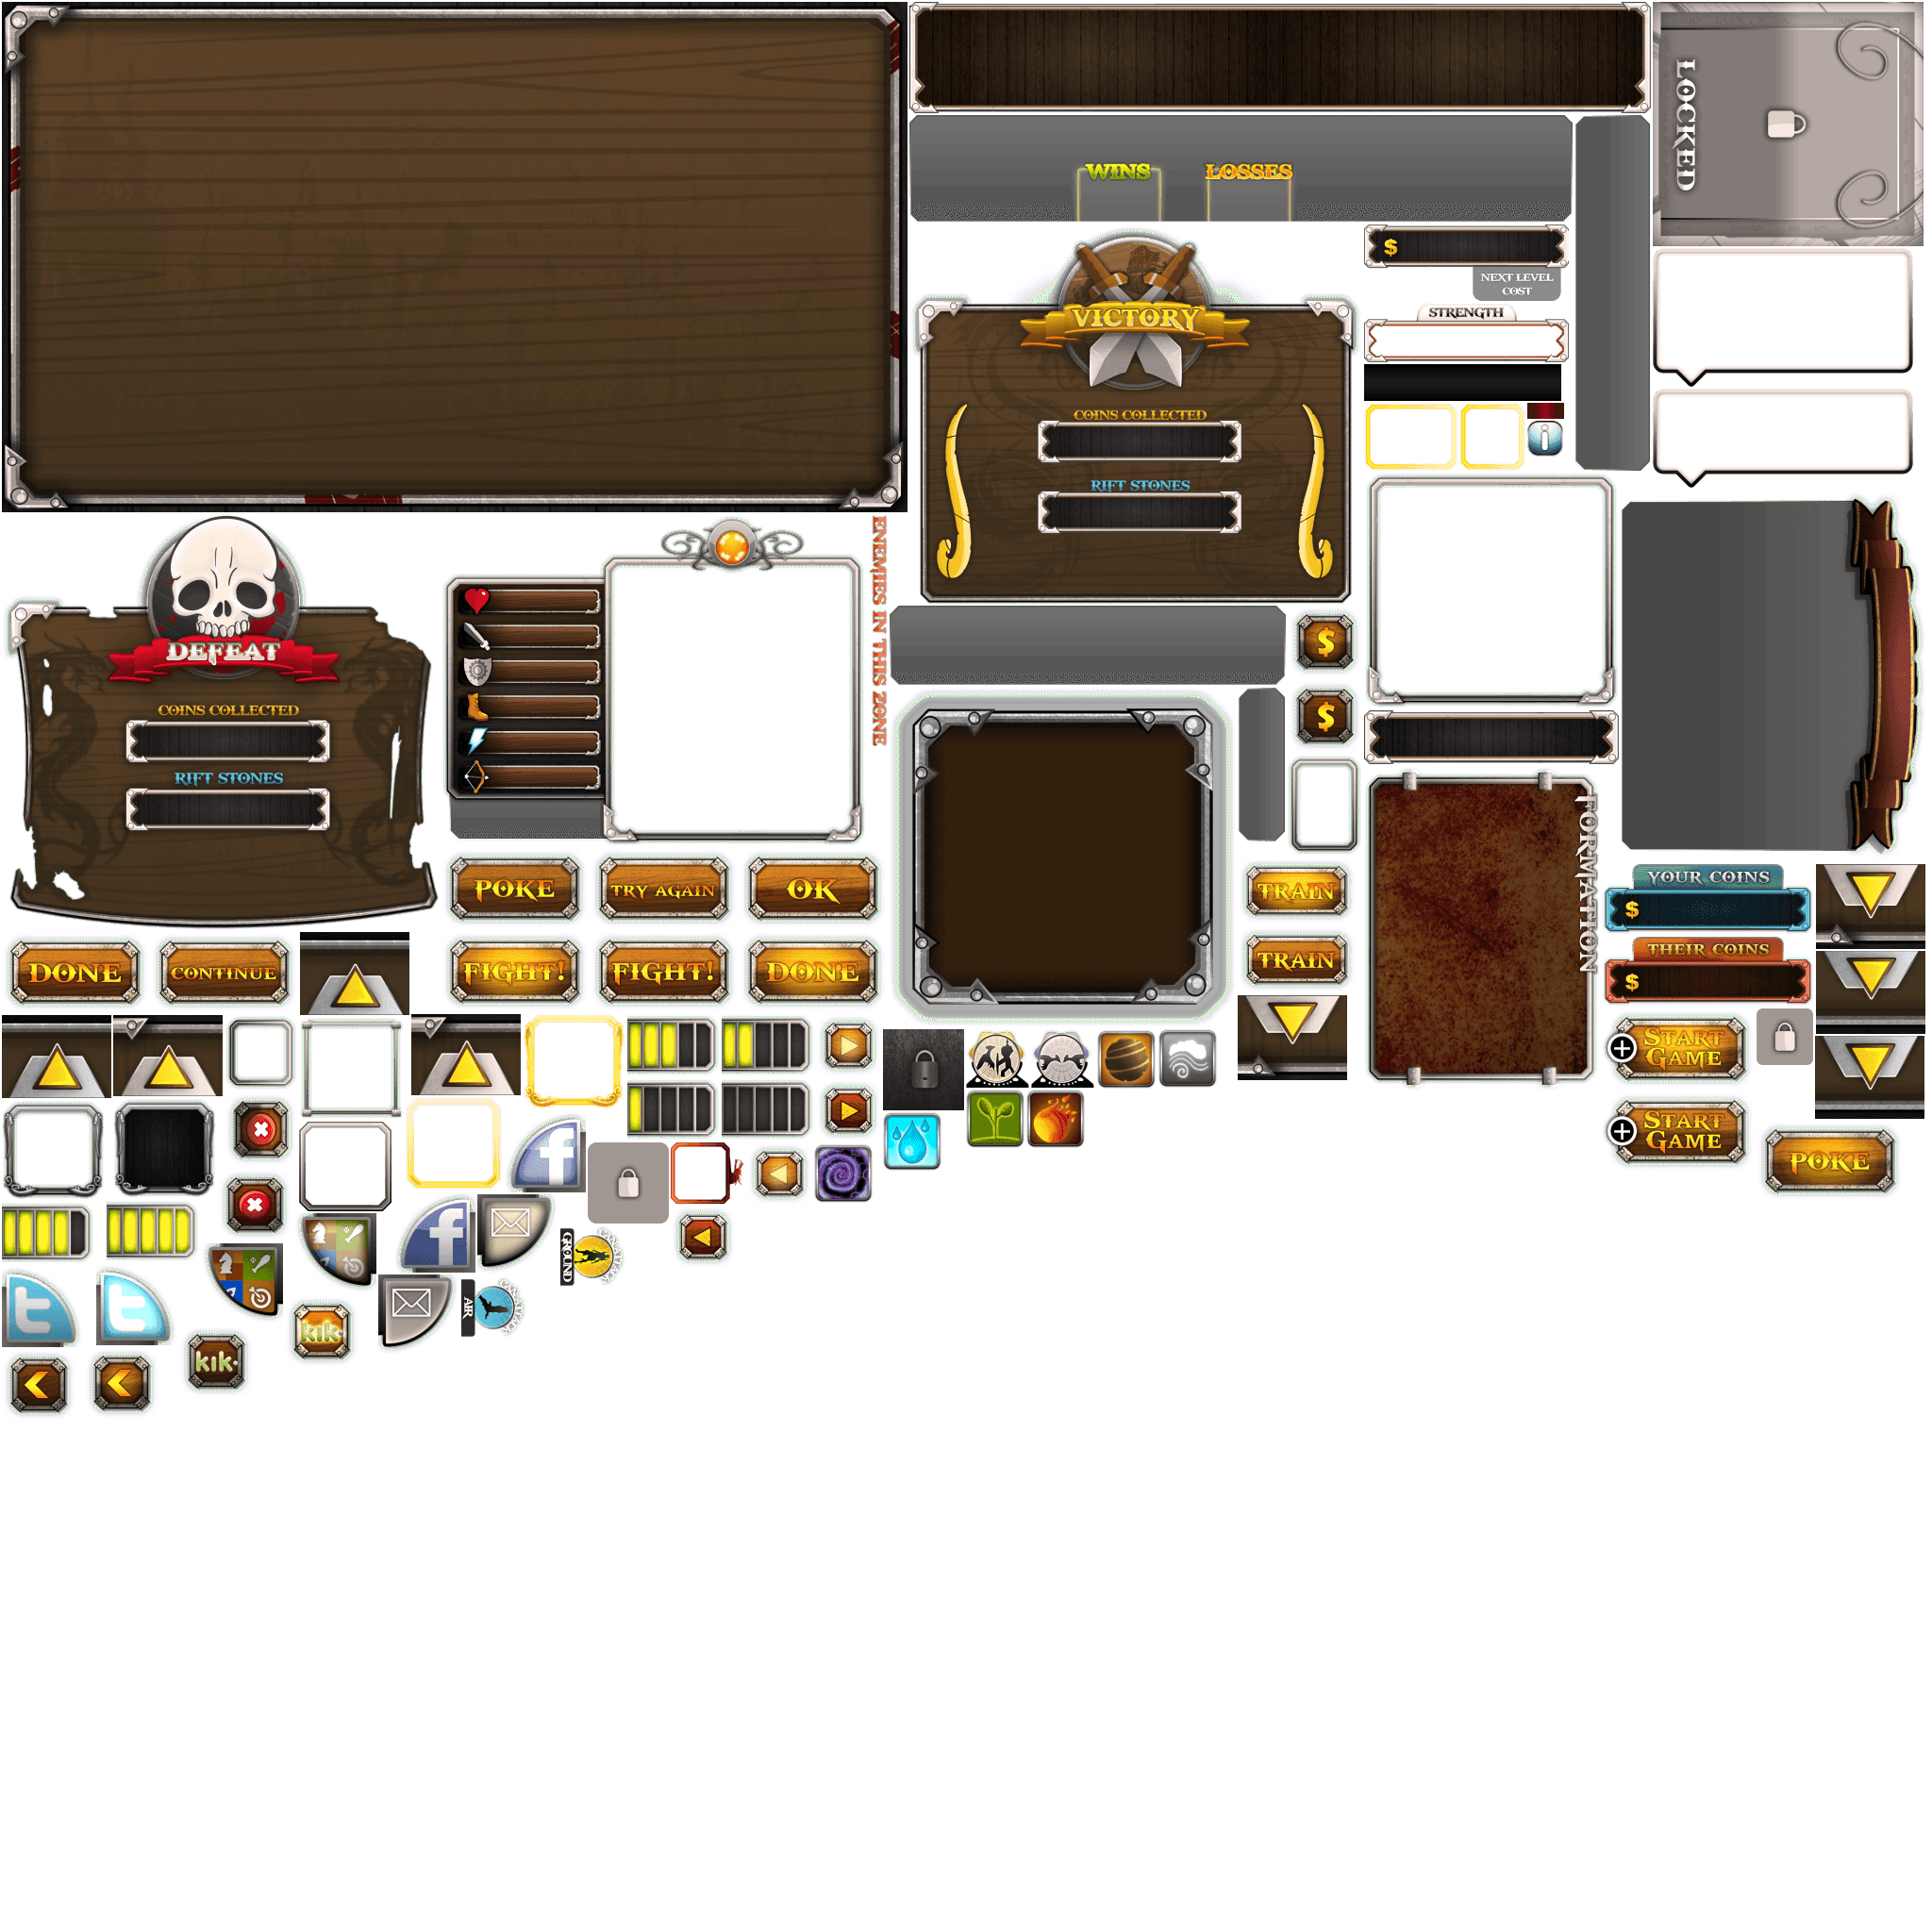 LOCKED
WINS
LOSSES
$
NEXT LEVEL
COST
STRENGTH
VICTORY
COINS COLLECTED
RIFT STONES
i
ENEMIES IN THIS ZONE
DEFEAT
COINS COLLECTED
RIFT STONES
$
$
FORMATION
POKE
TRY AGAIN
OK
TRAIN
YOUR COINS
$
THEIR COINS
$
DONE
CONTINUE
FIGHT!
FIGHT!
DONE
TRAIN
START
GAME
START
GAME
POKE
f
f
GROUND
AIR
t
t
kik
kik